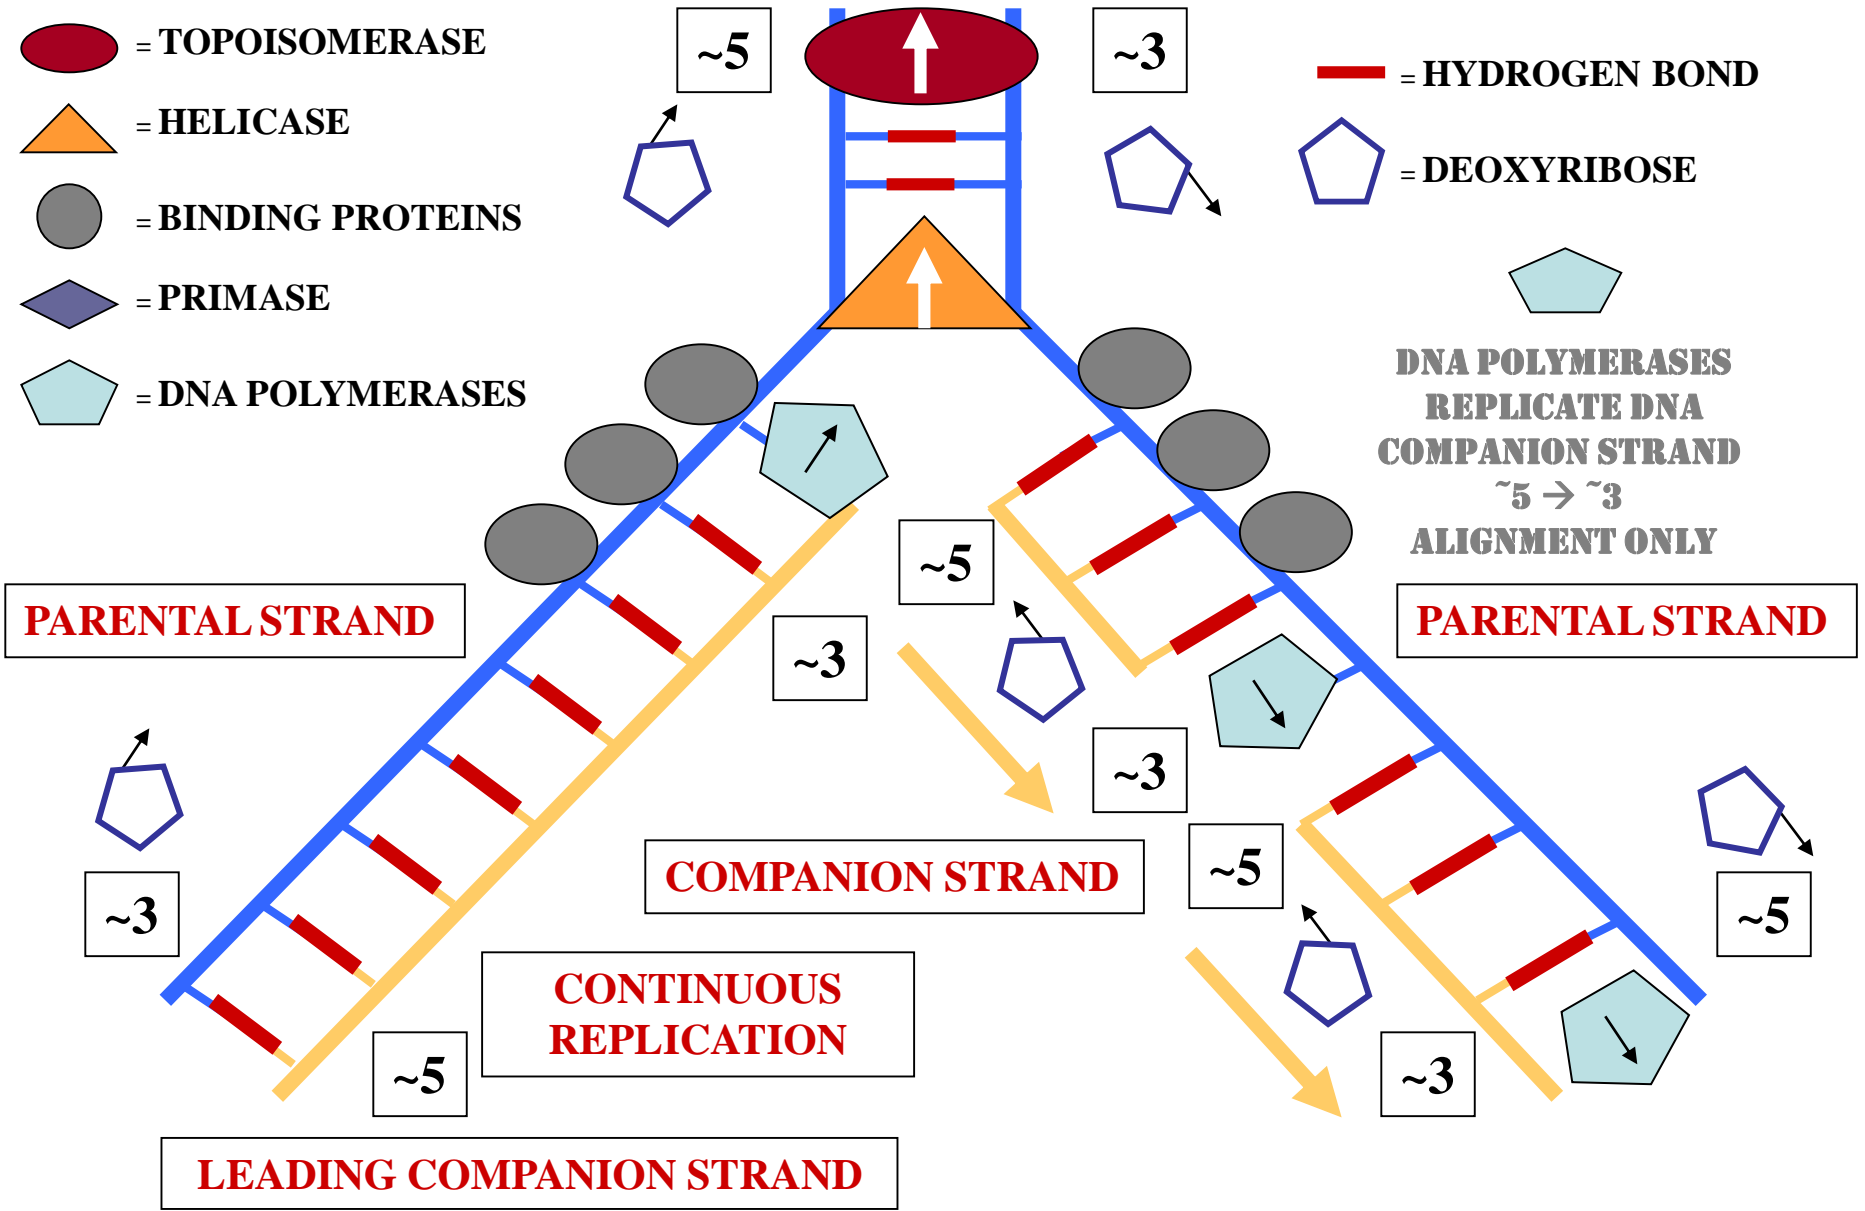 = TOPOISOMERASE
= HELICASE
= BINDING PROTEINS
= PRIMASE
= DNA POLYMERASES
~5
~3
= HYDROGEN BOND
= DEOXYRIBOSE
DNA POLYMERASES
REPLICATE DNA
COMPANION STRAND
~5 → ~3
ALIGNMENT ONLY
PARENTAL STRAND
~5
~3
PARENTAL STRAND
~3
~3
COMPANION STRAND
~5
~5
CONTINUOUS
REPLICATION
~5
~3
LEADING COMPANION STRAND